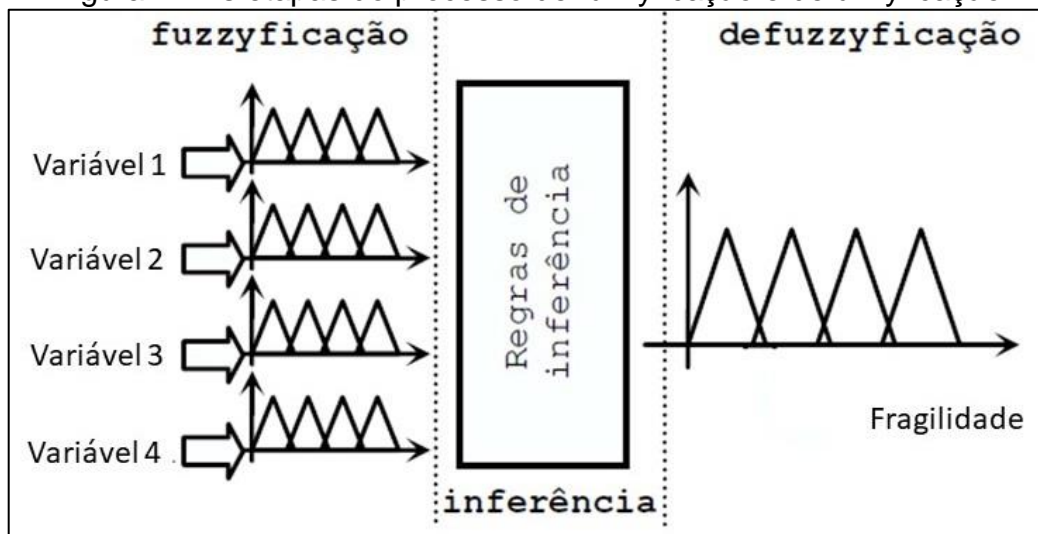 fuzzyficação
defuzzyficação
Variável 1
Variável 2
Variável 3
Variável 4
Regras de
inferência
Fragilidade
inferência